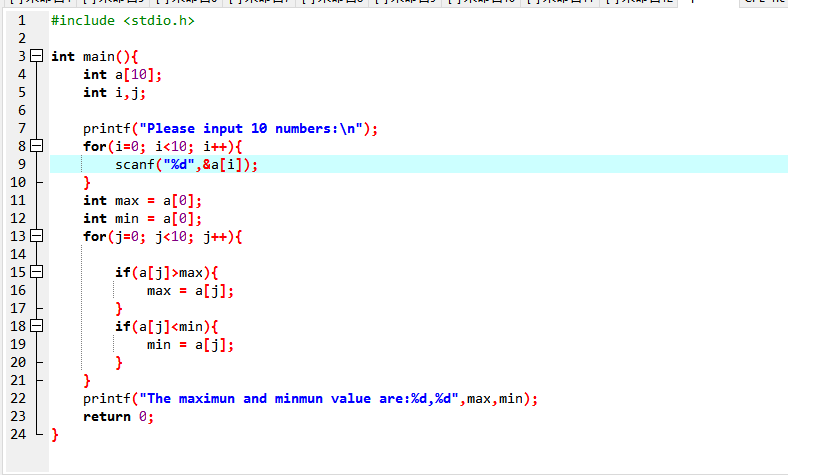 1 #include <stdio.h>
2
3 int main(){
4 int a[10];
5 int i,j;
6
7 printf("Please input 10 numbers:\n");
8 for(i=0; i<10; i++){
9 scanf("%d",&a[i]);
10 }
11 int max = a[0];
12 int min = a[0];
13 for(j=0; j<10; j++){
14
15 if(a[j]>max){
16 max = a[j];
17 }
18 if(a[j]<min){
19 min = a[j];
20 }
21 }
22 printf("The maximun and minmun value are:%d,%d",max,min);
23 return 0;
24 }